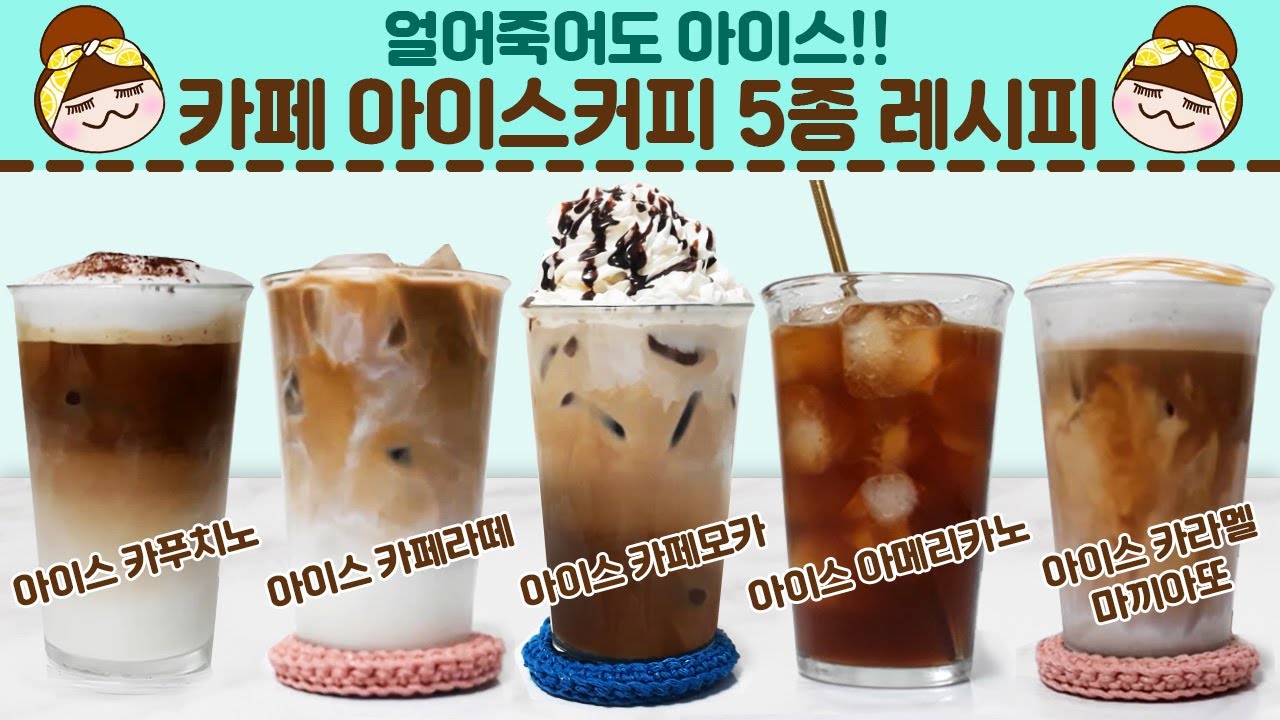 얼어죽어도 아이스!!
카페 아이스커피 5종 레시피
아이스 카푸치노
아이스 카페라떼
아이스 카페모카
아이스 아메리카노
아이스 카라멜
마끼아또